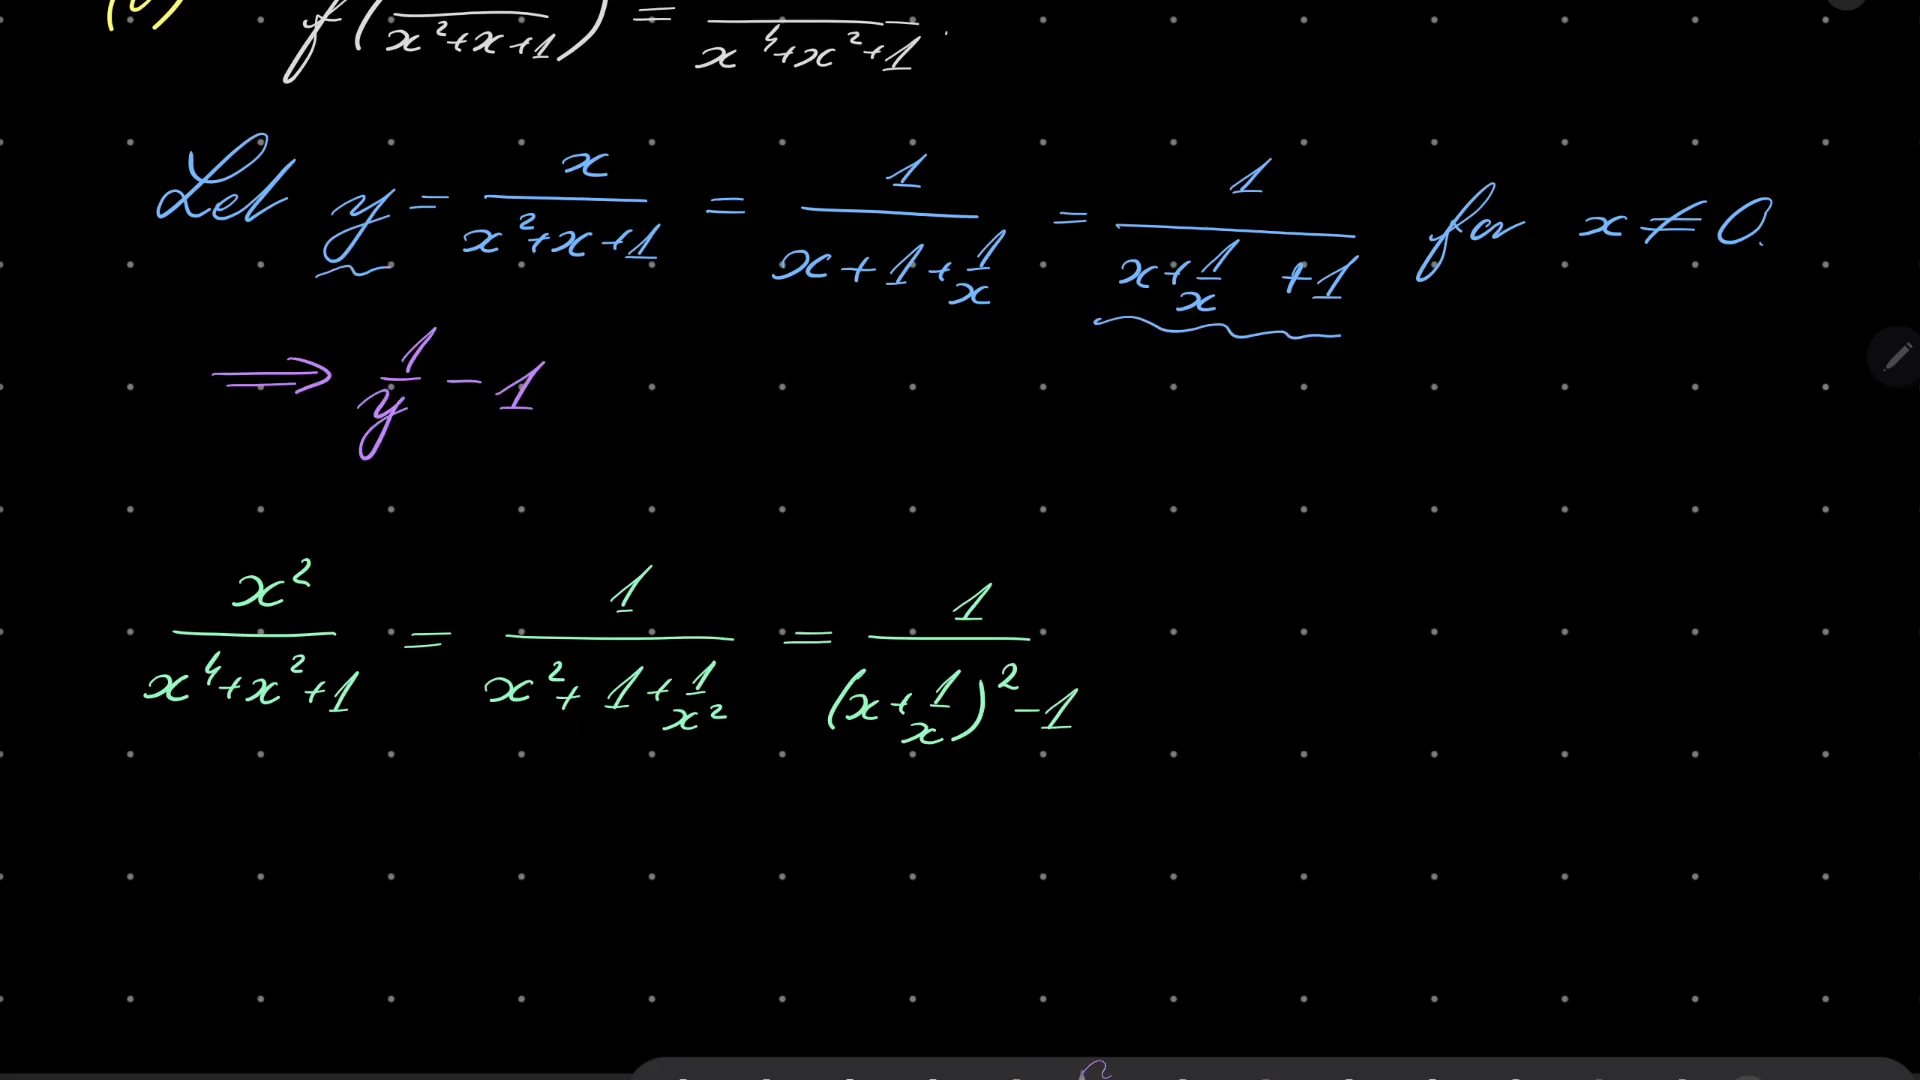 f(/(x²+x+1)) = /(x⁴+x²+1).
Let y = x/(x²+x+1) = 1/(x+1+1/x) = 1/(x+1/x +1) for x≠0.
⟹ 1/y − 1
x²/(x⁴+x²+1) = 1/(x²+1+1/x²) = 1/((x+1/x)²−1)